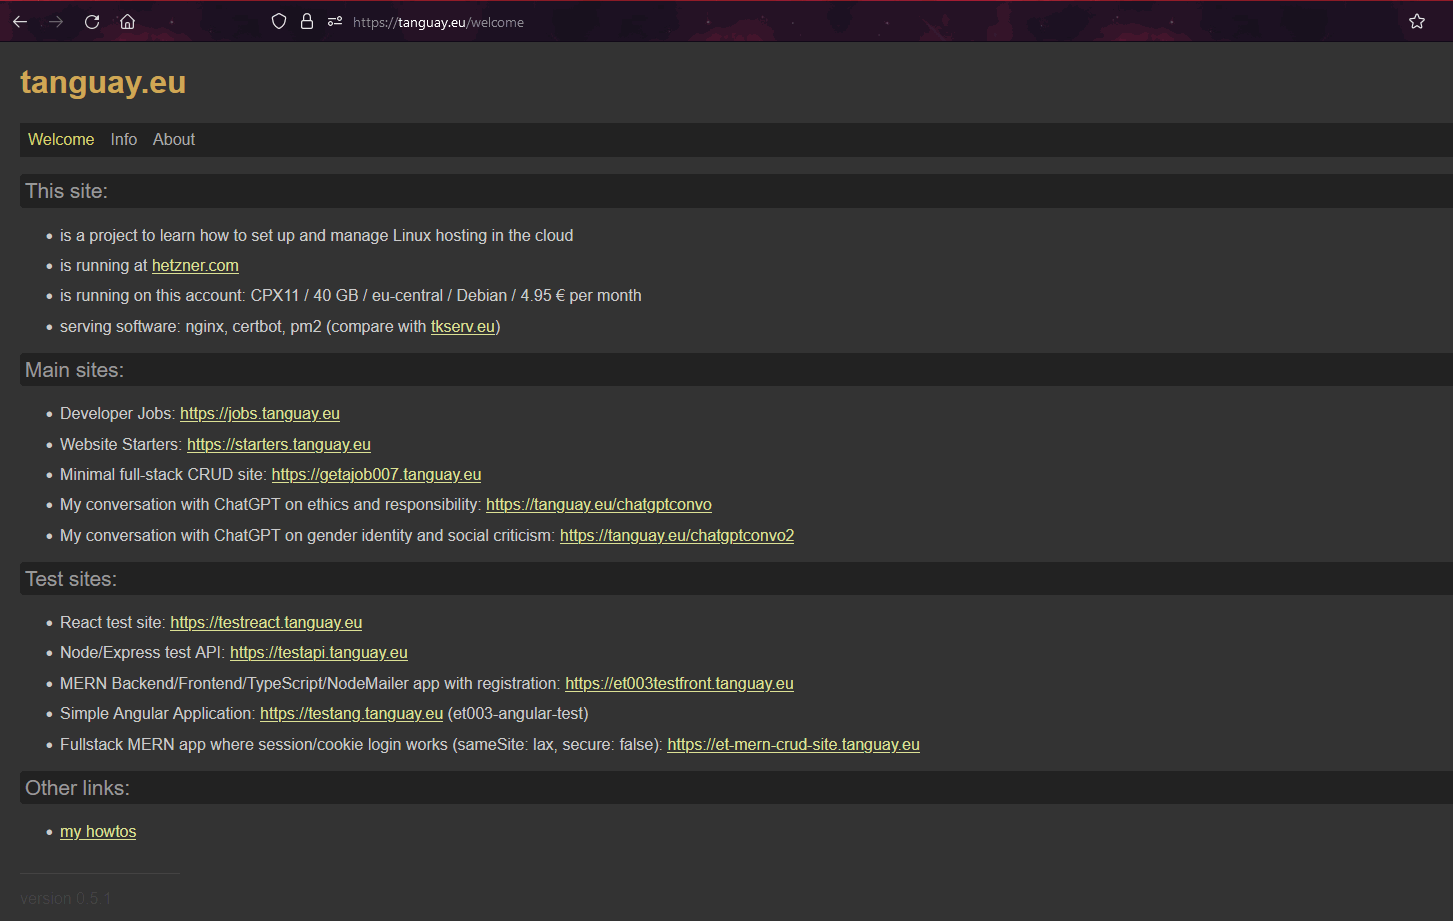 https://tanguay.eu/welcome
tanguay.eu
Welcome Info About
This site:
• is a project to learn how to set up and manage Linux hosting in the cloud
• is running at hetzner.com
• is running on this account: CPX11 / 40 GB / eu-central / Debian / 4.95 € per month
• serving software: nginx, certbot, pm2 (compare with tkserv.eu)
Main sites:
• Developer Jobs: https://jobs.tanguay.eu
• Website Starters: https://starters.tanguay.eu
• Minimal full-stack CRUD site: https://getajob007.tanguay.eu
• My conversation with ChatGPT on ethics and responsibility: https://tanguay.eu/chatgptconvo
• My conversation with ChatGPT on gender identity and social criticism: https://tanguay.eu/chatgptconvo2
Test sites:
• React test site: https://testreact.tanguay.eu
• Node/Express test API: https://testapi.tanguay.eu
• MERN Backend/Frontend/TypeScript/NodeMailer app with registration: https://et003testfront.tanguay.eu
• Simple Angular Application: https://testang.tanguay.eu (et003-angular-test)
• Fullstack MERN app where session/cookie login works (sameSite: lax, secure: false): https://et-mern-crud-site.tanguay.eu
Other links:
• my howtos
version 0.5.1